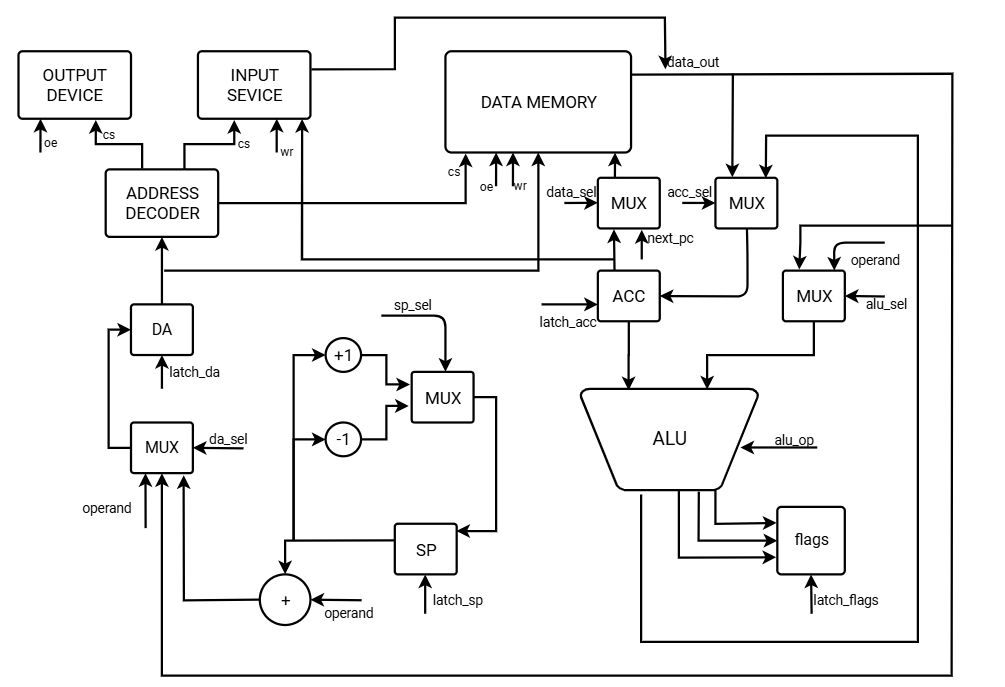 OUTPUT
DEVICE
INPUT
SEVICE
DATA MEMORY
data_out
oe
cs
cs
wr
cs
oe
wr
ADDRESS
DECODER
data_sel
MUX
next_pc
acc_sel
MUX
operand
MUX
alu_sel
ACC
latch_acc
DA
latch_da
sp_sel
+1
MUX
-1
MUX
da_sel
operand
ALU
alu_op
SP
latch_sp
flags
latch_flags
+
operand